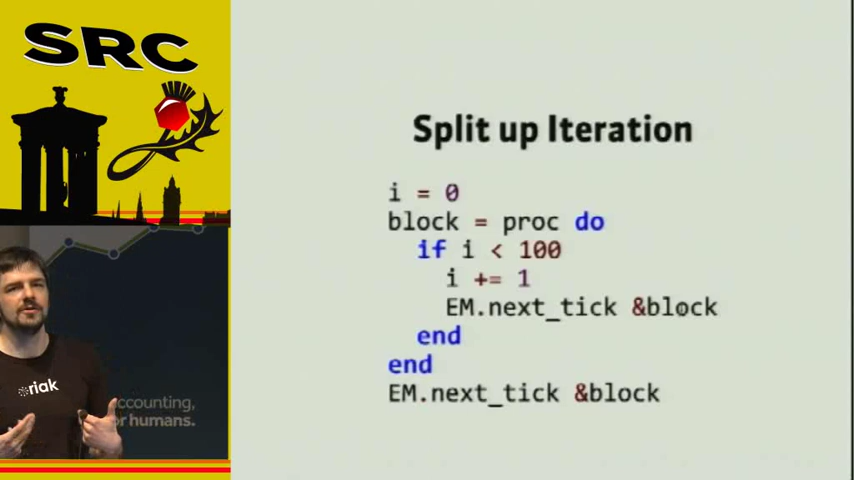 SRC
Split up Iteration
i = 0
block = proc do
if i < 100
i += 1
EM.next_tick &block
end
end
EM.next_tick &block
riak
accounting,
for humans.